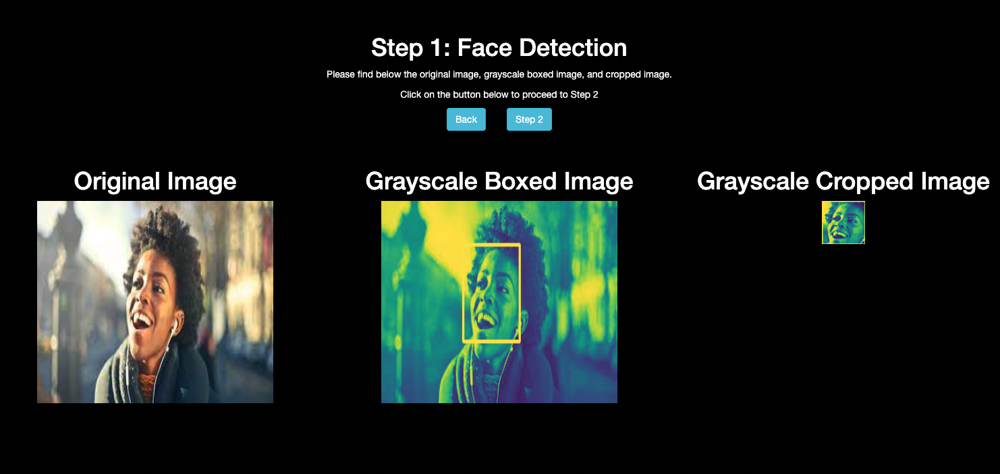 Step 1: Face Detection
Please find below the original image, grayscale boxed image, and cropped image.
Click on the button below to proceed to Step 2
Back
Step 2
Original Image
Grayscale Boxed Image
Grayscale Cropped Image